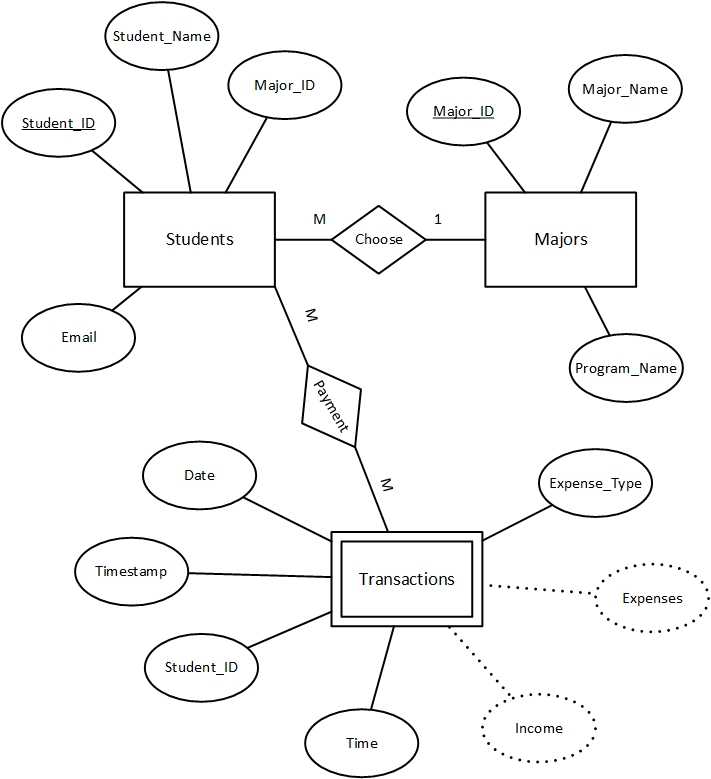 Student_Name
Major_ID
Major_Name
Student_ID
Major_ID
M
1
Students
Choose
Majors
M
Email
Program_Name
Payment
Date
M
Expense_Type
Timestamp
Transactions
Expenses
Student_ID
Income
Time